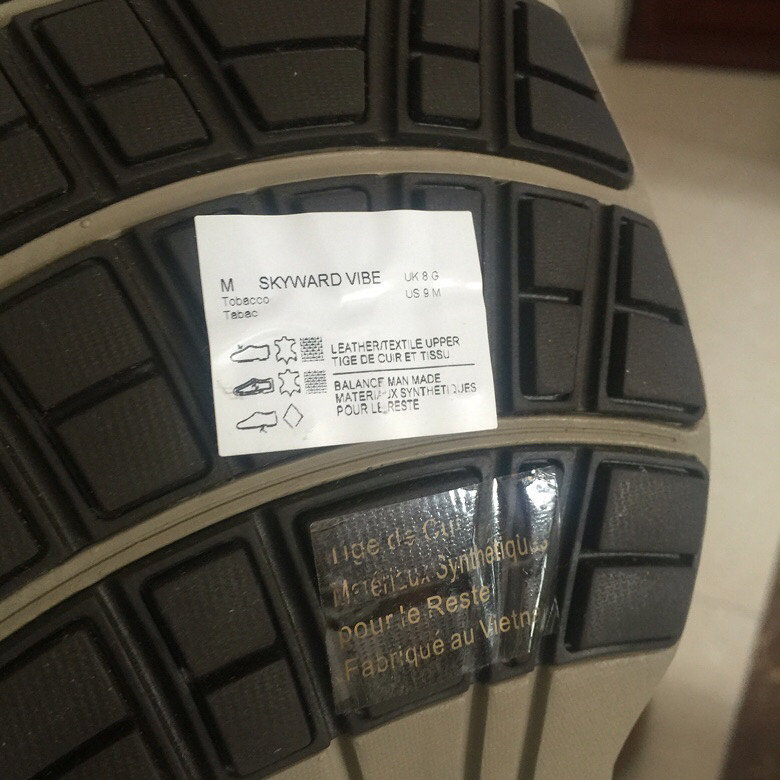 M SKYWARD VIBE UK 8 G
Tobacco US 9 M
Tabac
LEATHER/TEXTILE UPPER
TIGE DE CUIR ET TISSU
BALANCE MAN MADE
MATERIAUX SYNTHETIQUES
POUR LE RESTE
Tige de Cuir
Matériaux Synthétiques
pour le Reste
Fabriqué au Vietnam